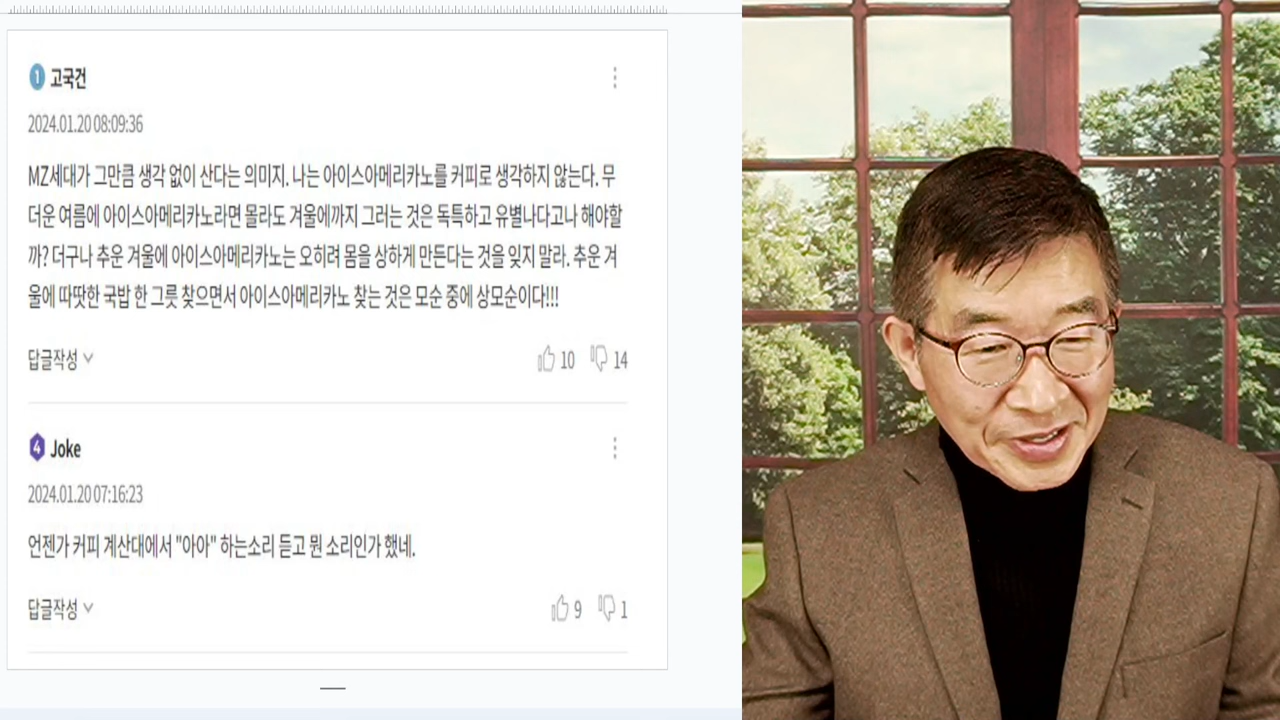 1 고국건
2024.01.20 08:09:36
MZ세대가 그만큼 생각 없이 산다는 의미지. 나는 아이스아메리카노를 커피로 생각하지 않는다. 무
더운 여름에 아이스아메리카노라면 몰라도 겨울에까지 그러는 것은 독특하고 유별나다고나 해야할
까? 더구나 추운 겨울에 아이스아메리카노는 오히려 몸을 상하게 만든다는 것을 잊지 말라. 추운 겨
울에 따땃한 국밥 한 그릇 찾으면서 아이스아메리카노 찾는 것은 모순 중에 상모순이다!!!
답글작성 10 14
4 Joke
2024.01.20 07:16:23
언젠가 커피 계산대에서 "아아" 하는소리 듣고 뭔 소리인가 했네.
답글작성 9 1